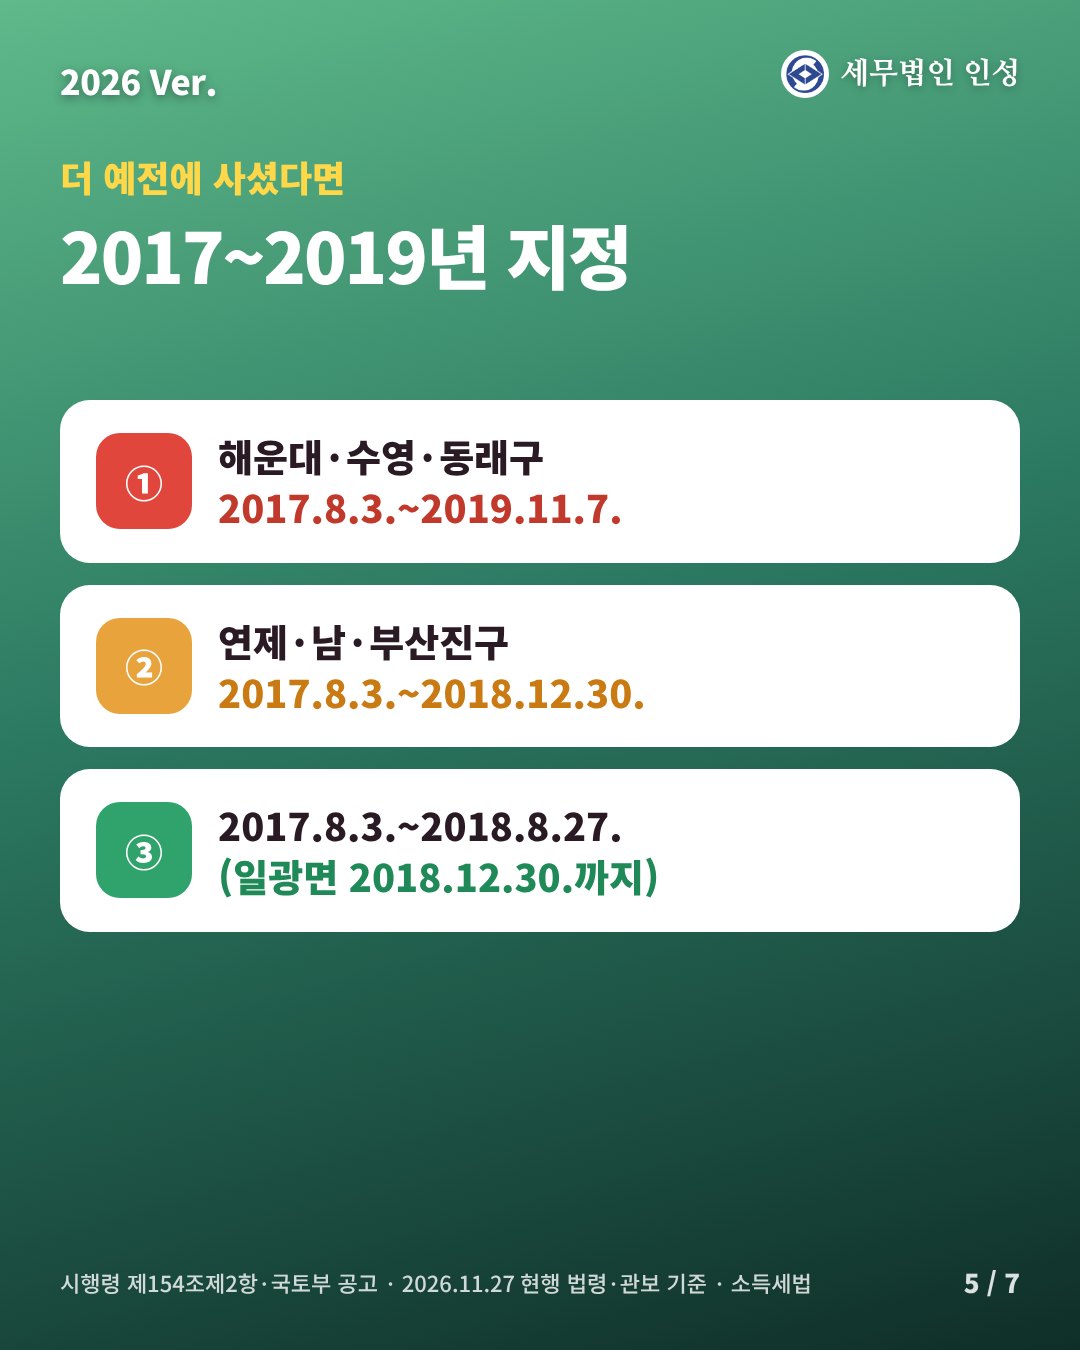 2026 Ver.
세무법인 인성
더 예전에 사셨다면
2017~2019년 지정
①
해운대·수영·동래구
2017.8.3.~2019.11.7.
②
연제·남·부산진구
2017.8.3.~2018.12.30.
③
2017.8.3.~2018.8.27.
(일광면 2018.12.30.까지)
시행령 제154조제2항·국토부 공고 · 2026.11.27 현행 법령·관보 기준 · 소득세법
5 / 7